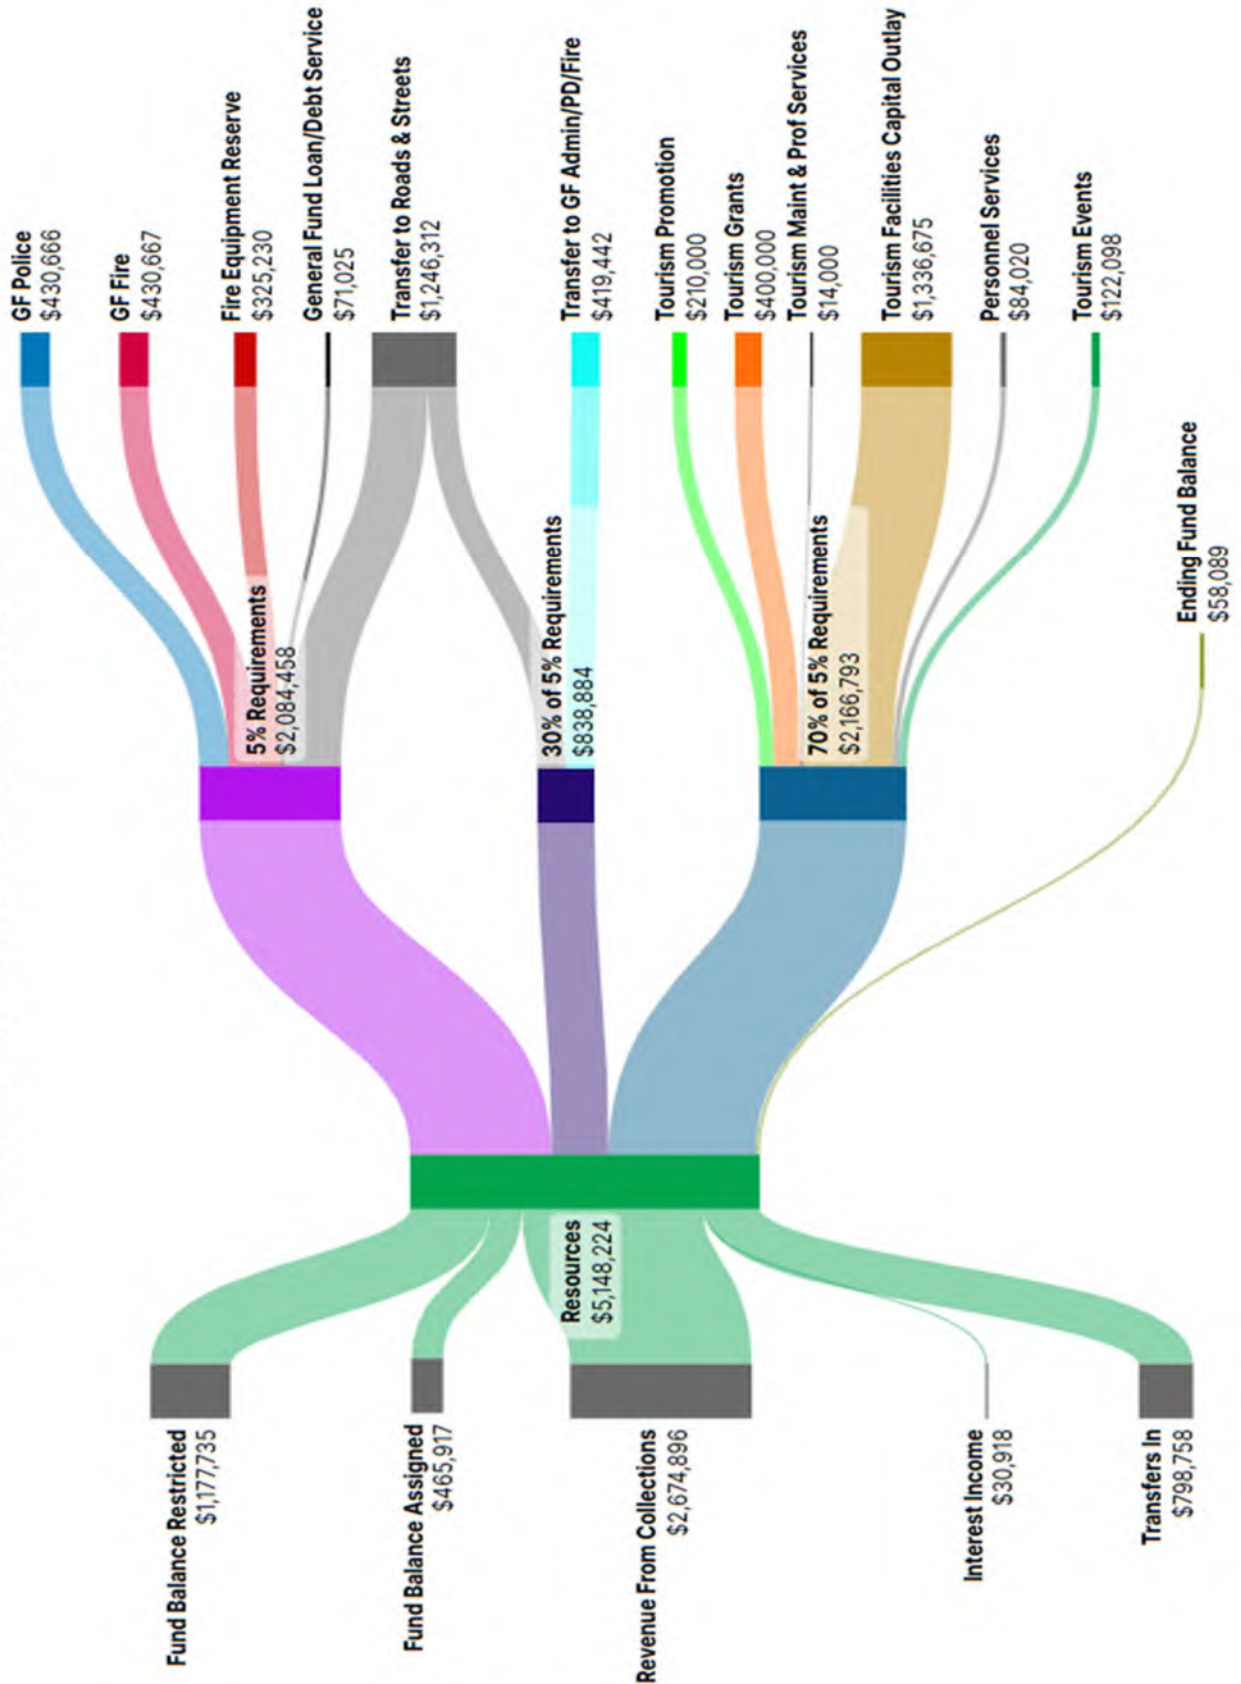 Fund Balance Restricted
$1,177,735
Fund Balance Assigned
$465,917
Revenue From Collections
$2,674,896
Interest Income
$30,918
Transfers In
$798,758
Resources
$5,148,224
5% Requirements
$2,084,458
30% of 5% Requirements
$838,884
70% of 5% Requirements
$2,166,793
Ending Fund Balance
$58,089
GF Police
$430,666
GF Fire
$430,667
Fire Equipment Reserve
$325,230
General Fund Loan/Debt Service
$71,025
Transfer to Roads & Streets
$1,246,312
Transfer to GF Admin/PD/Fire
$419,442
Tourism Promotion
$210,000
Tourism Grants
$400,000
Tourism Maint & Prof Services
$14,000
Tourism Facilities Capital Outlay
$1,336,675
Personnel Services
$84,020
Tourism Events
$122,098